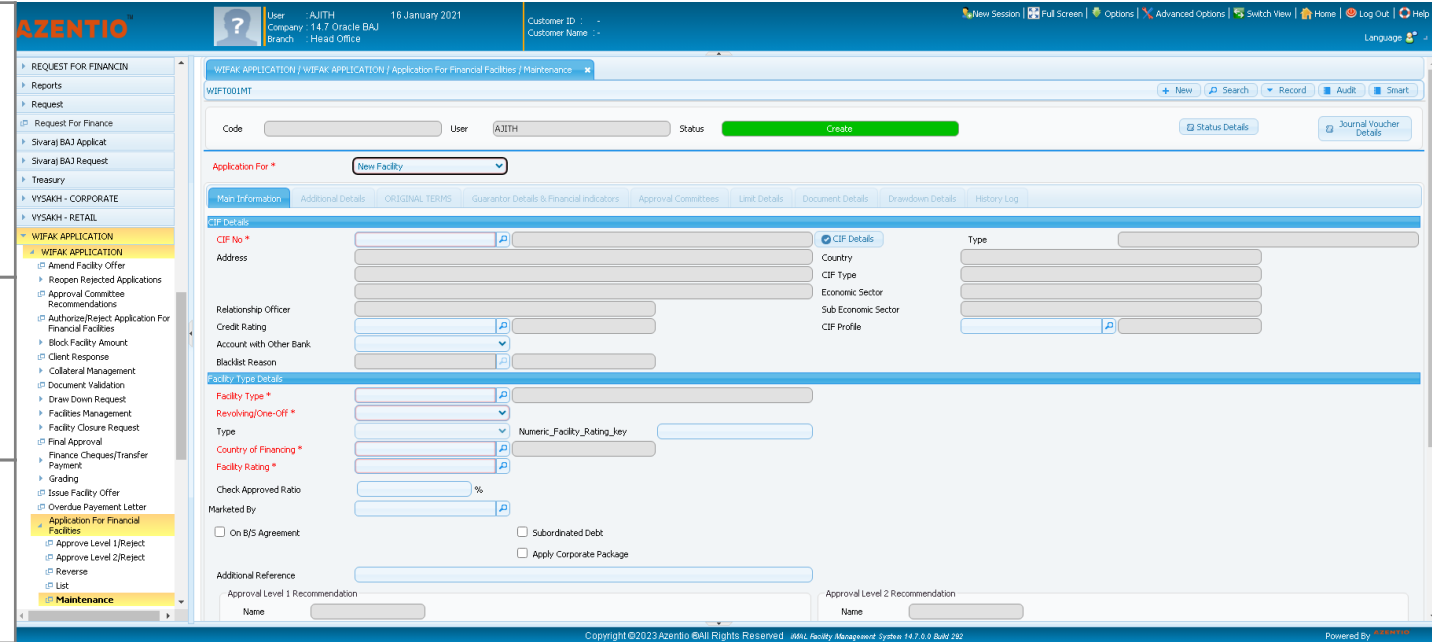 AZENTIO™
User : AJITH 16 January 2021
Company : 14.7 Oracle BAJ
Branch : Head Office
Customer ID : -
Customer Name : -
New Session | Full Screen | Options | Advanced Options | Switch View | Home | Log Out | Help
Language
REQUEST FOR FINANCIN
Reports
Request
Request For Finance
Sivaraj BAJ Applicat
Sivaraj BAJ Request
Treasury
VYSAKH - CORPORATE
VYSAKH - RETAIL
WIFAK APPLICATION
WIFAK APPLICATION
Amend Facility Offer
Reopen Rejected Applications
Approval Committee
Recommendations
Authorize/Reject Application For
Financial Facilities
Block Facility Amount
Client Response
Collateral Management
Document Validation
Draw Down Request
Facilities Management
Facility Closure Request
Final Approval
Finance Cheques/Transfer
Payment
Grading
Issue Facility Offer
Overdue Payement Letter
Application For Financial
Facilities
Approve Level 1/Reject
Approve Level 2/Reject
Reverse
List
Maintenance
WIFAK APPLICATION / WIFAK APPLICATION / Application For Financial Facilities / Maintenance
WIFT001MT
New Search Record Audit Smart
Code User AJITH Status Create Status Details Journal Voucher
Details
Application For * New Facility
Main Information Additional Details ORIGINAL TERMS Guarantor Details & Financial indicators Approval Committees Limit Details Document Details Drawdown Details History Log
CIF Details
CIF No * CIF Details Type
Address Country
CIF Type
Economic Sector
Relationship Officer Sub Economic Sector
Credit Rating CIF Profile
Account with Other Bank
Blacklist Reason
Facility Type Details
Facility Type *
Revolving/One-Off *
Type Numeric_Facility_Rating_key
Country of Financing *
Facility Rating *
Check Approved Ratio %
Marketed By
On B/S Agreement Subordinated Debt
Apply Corporate Package
Additional Reference
Approval Level 1 Recommendation Approval Level 2 Recommendation
Name Name
Copyright ©2023 Azentio ®All Rights Reserved iMAL Facility Management System 14.7.0.0 Build 292 Powered By AZENTIO